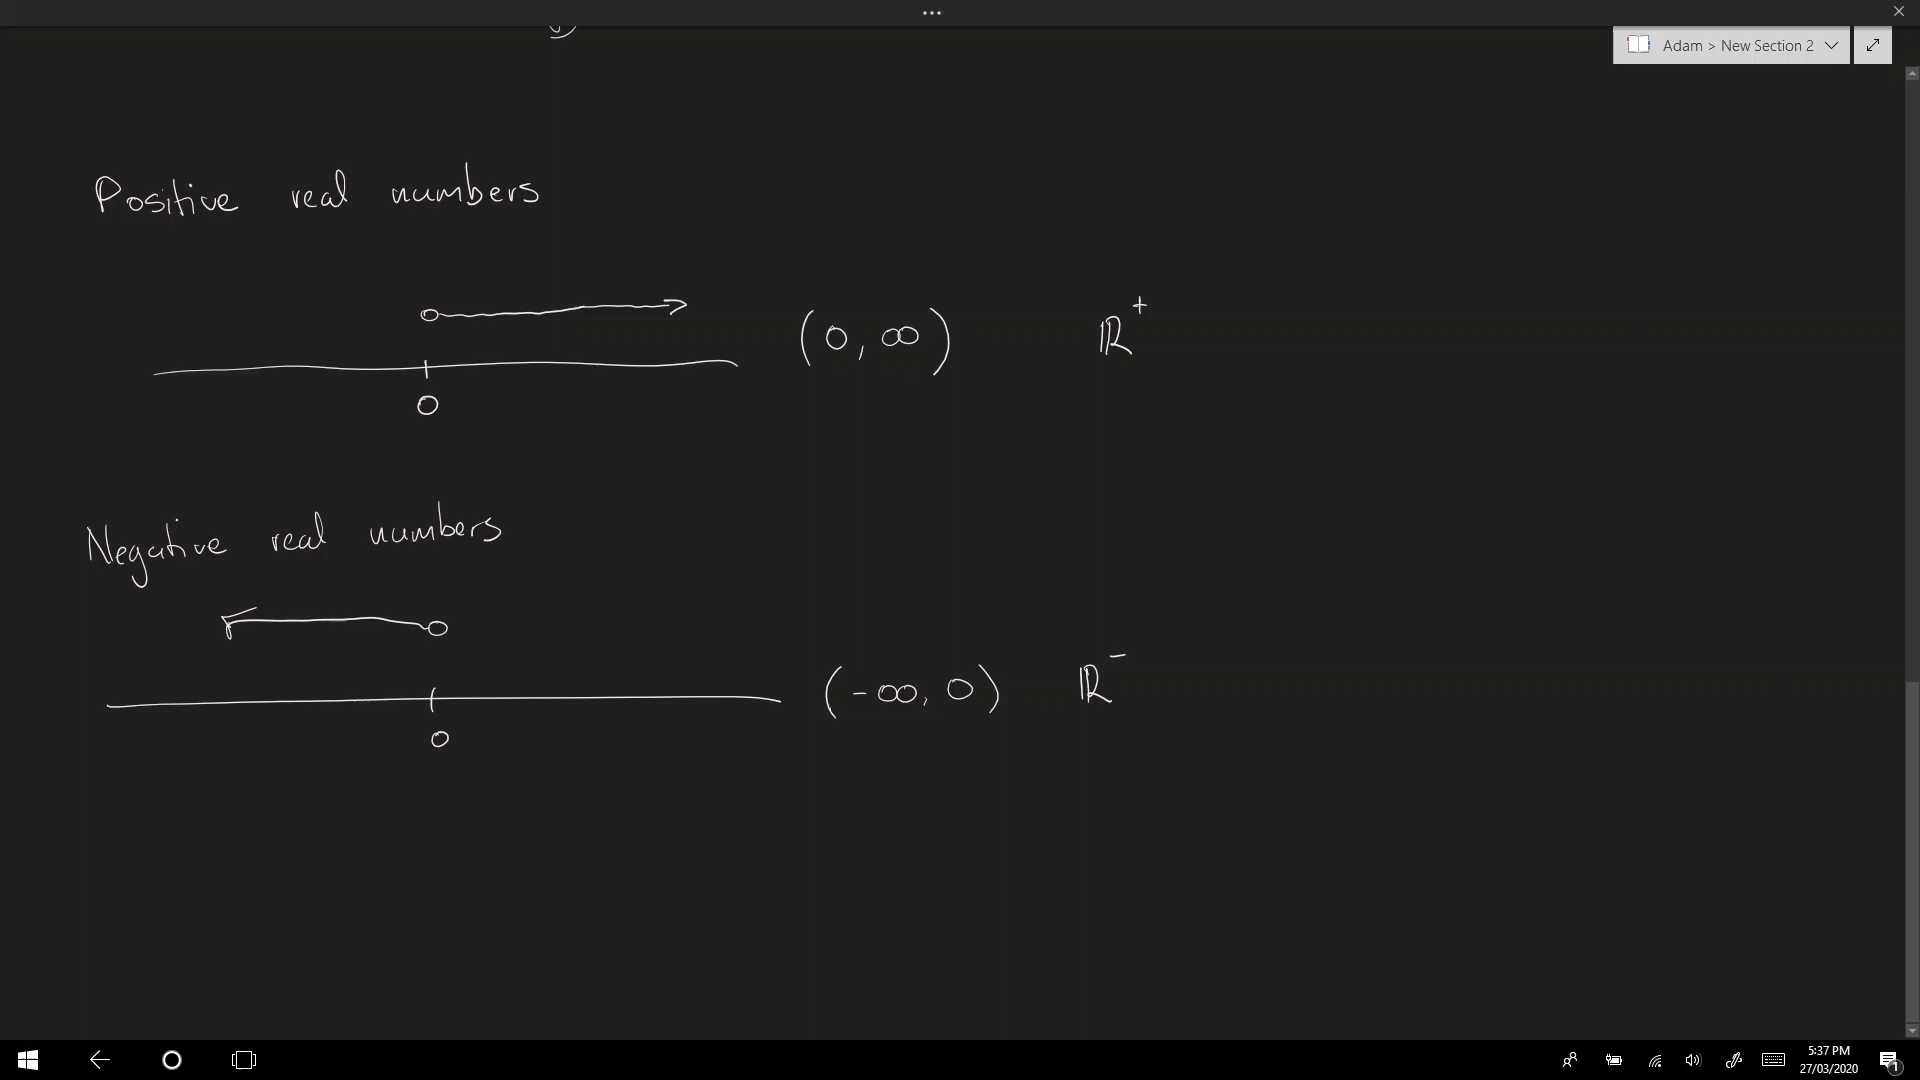 Adam > New Section 2
Positive real numbers
(0, ∞) ℝ⁺
0
Negative real numbers
(-∞, 0) ℝ⁻
0
5:37 PM
27/03/2020
1